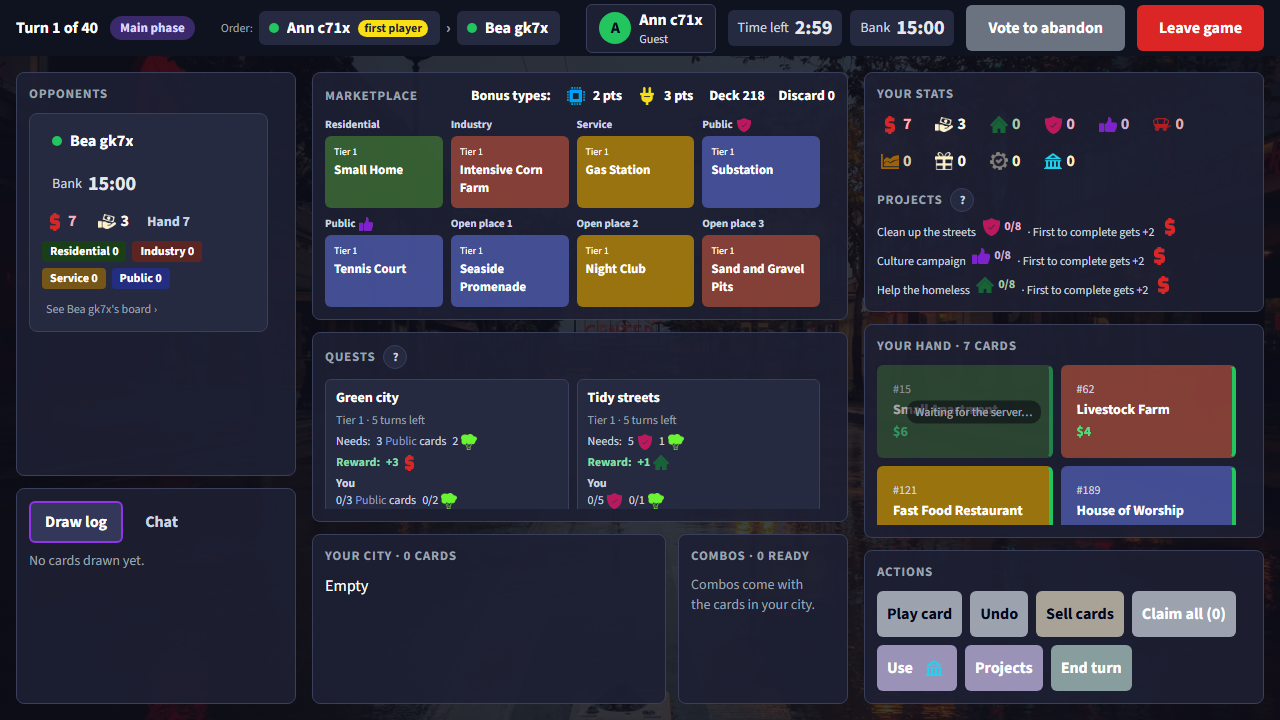 Turn 1 of 40 Main phase Order: Ann c71x first player › Bea gk7x A Ann c71x Guest Time left 2:59 Bank 15:00 Vote to abandon Leave game
OPPONENTS
Bea gk7x
Bank 15:00
7 3 Hand 7
Residential 0 Industry 0
Service 0 Public 0
See Bea gk7x's board ›
Draw log Chat
No cards drawn yet.
MARKETPLACE Bonus types: 2 pts 3 pts Deck 218 Discard 0
Residential Industry Service Public
Tier 1 Tier 1 Tier 1 Tier 1
Small Home Intensive Corn Farm Gas Station Substation
Public Open place 1 Open place 2 Open place 3
Tier 1 Tier 1 Tier 1 Tier 1
Tennis Court Seaside Promenade Night Club Sand and Gravel Pits
QUESTS ?
Green city
Tier 1 · 5 turns left
Needs: 3 Public cards 2
Reward: +3
You
0/3 Public cards 0/2
Tidy streets
Tier 1 · 5 turns left
Needs: 5 1
Reward: +1
You
0/5 0/1
YOUR CITY · 0 CARDS
Empty
COMBOS · 0 READY
Combos come with
the cards in your city.
YOUR STATS
7 3 0 0 0 0
0 0 0 0
PROJECTS ?
Clean up the streets 0/8 · First to complete gets +2
Culture campaign 0/8 · First to complete gets +2
Help the homeless 0/8 · First to complete gets +2
YOUR HAND · 7 CARDS
#15 #62
Waiting for the server… Livestock Farm
$6 $4
#121 #189
Fast Food Restaurant House of Worship
ACTIONS
Play card Undo Sell cards Claim all (0)
Use Projects End turn